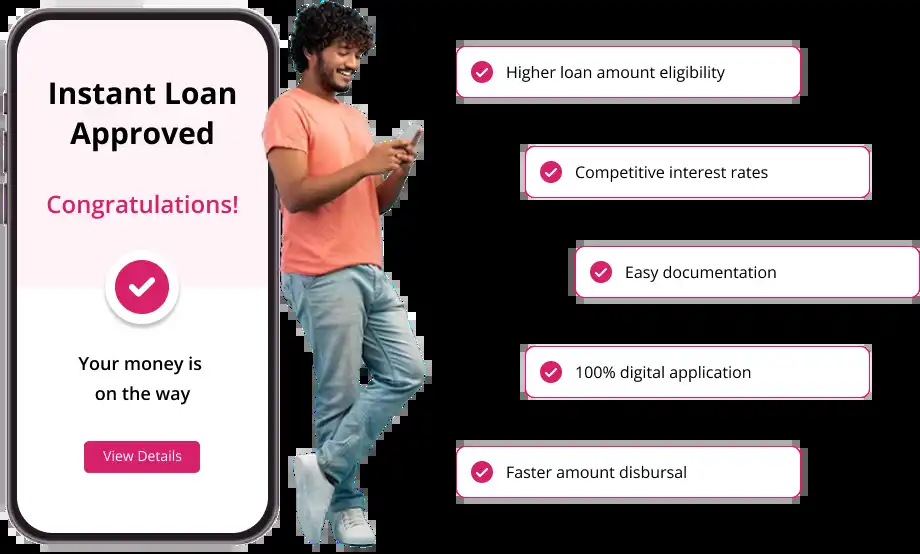 Instant Loan
Approved
Congratulations!
Your money is
on the way
View Details
Higher loan amount eligibility
Competitive interest rates
Easy documentation
100% digital application
Faster amount disbursal